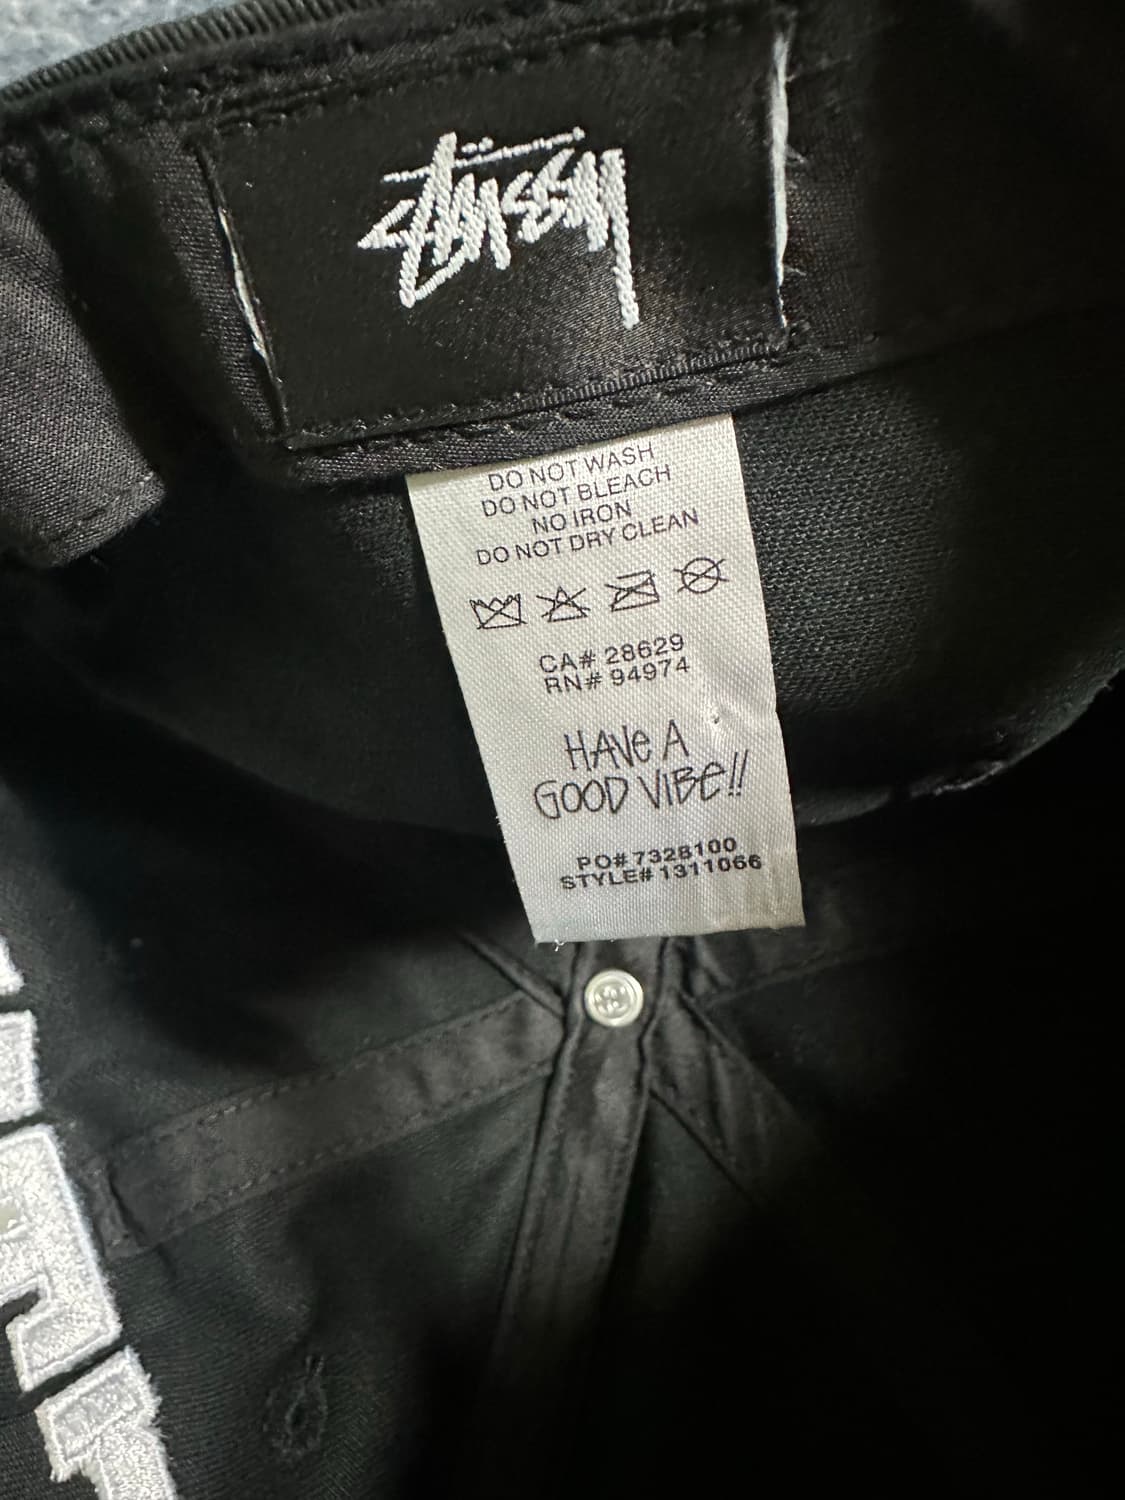 Stüssy
DO NOT WASH
DO NOT BLEACH
NO IRON
DO NOT DRY CLEAN
CA# 28629
RN# 94974
HAVE A
GOOD VIBE!!
PO# 7328100
STYLE# 1311066